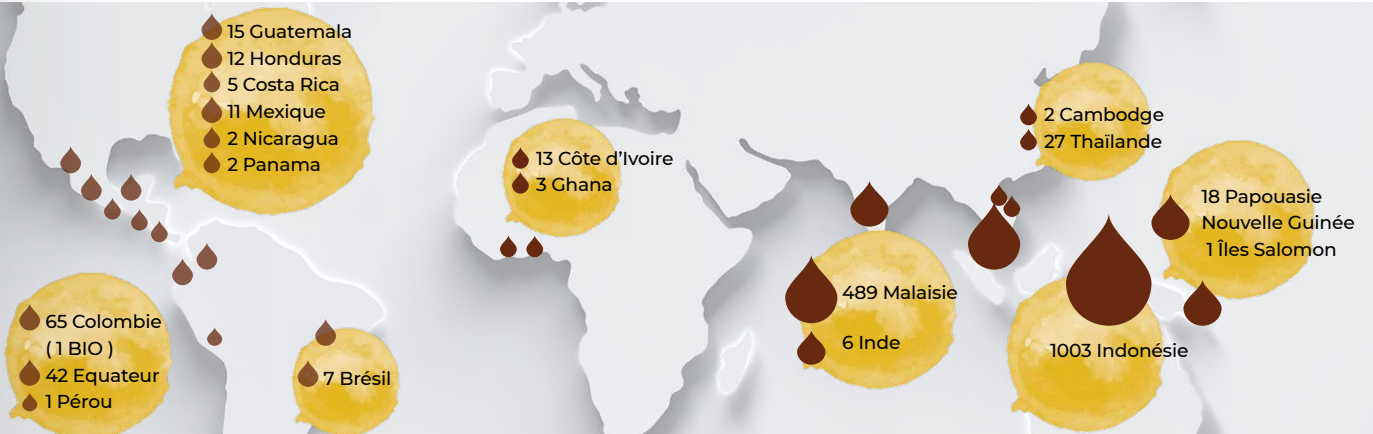 15 Guatemala
12 Honduras
5 Costa Rica
11 Mexique
2 Nicaragua
2 Panama
65 Colombie
( 1 BIO )
42 Equateur
1 Pérou
7 Brésil
13 Côte d’Ivoire
3 Ghana
489 Malaisie
6 Inde
2 Cambodge
27 Thaïlande
1003 Indonésie
18 Papouasie
Nouvelle Guinée
1 Îles Salomon